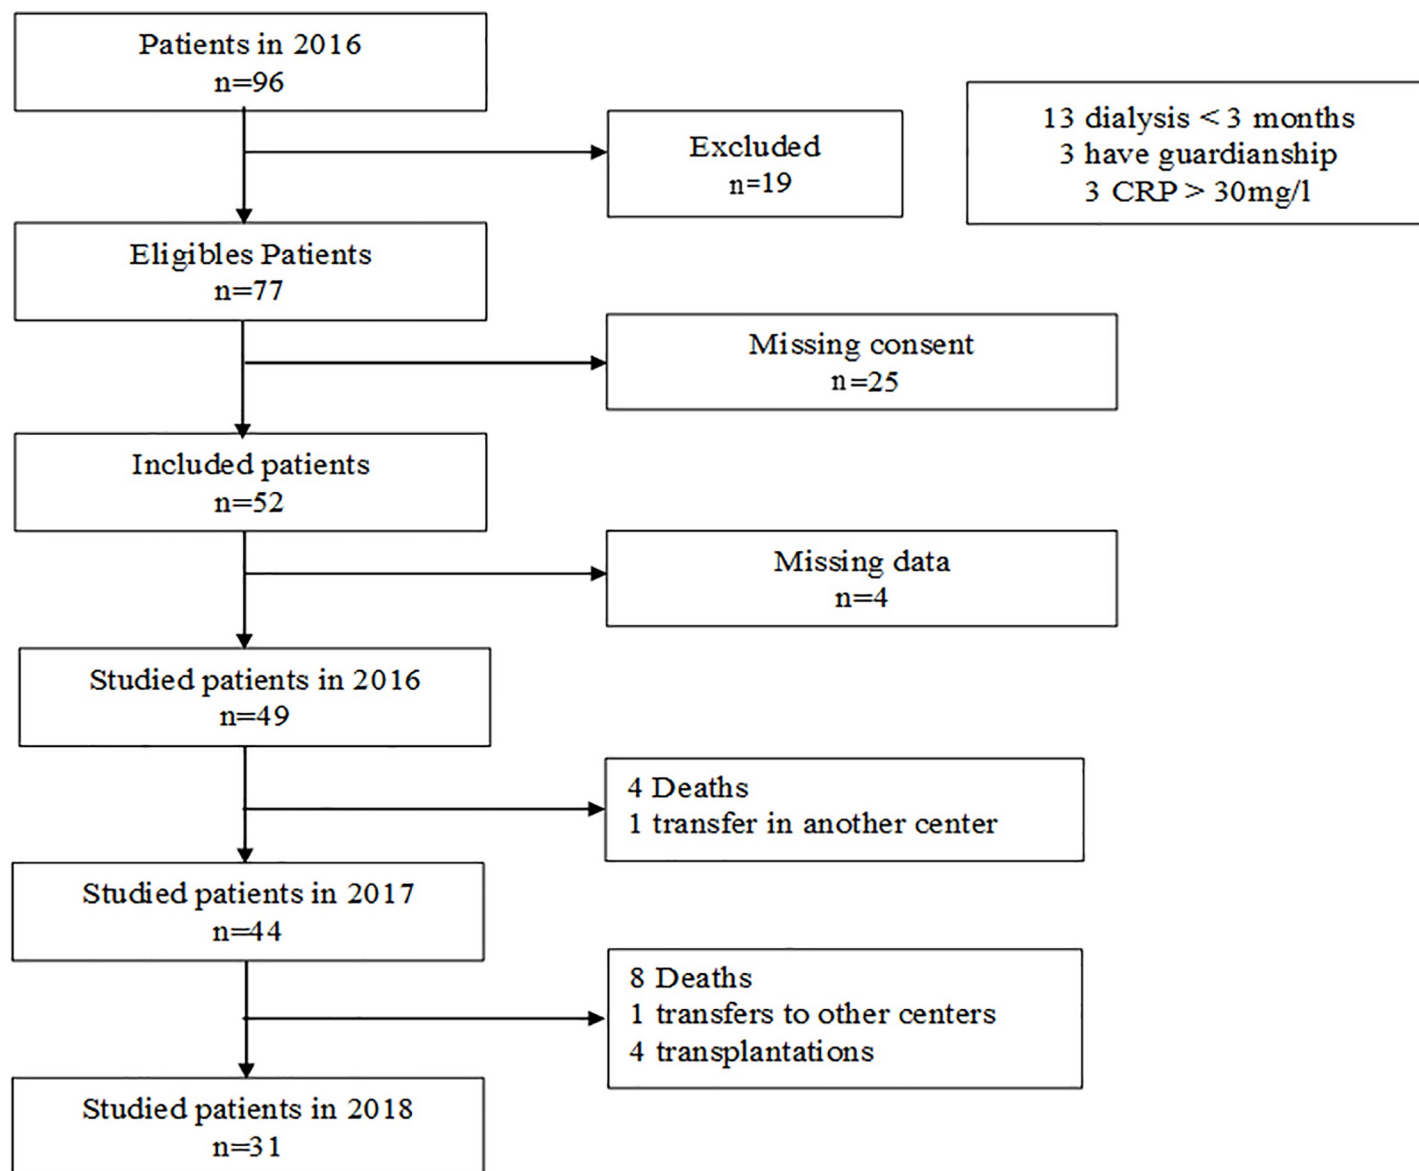 Patients in 2016
n=96
Excluded
n=19
13 dialysis < 3 months
3 have guardianship
3 CRP > 30mg/l
Eligibles Patients
n=77
Missing consent
n=25
Included patients
n=52
Missing data
n=4
Studied patients in 2016
n=49
4 Deaths
1 transfer in another center
Studied patients in 2017
n=44
8 Deaths
1 transfers to other centers
4 transplantations
Studied patients in 2018
n=31